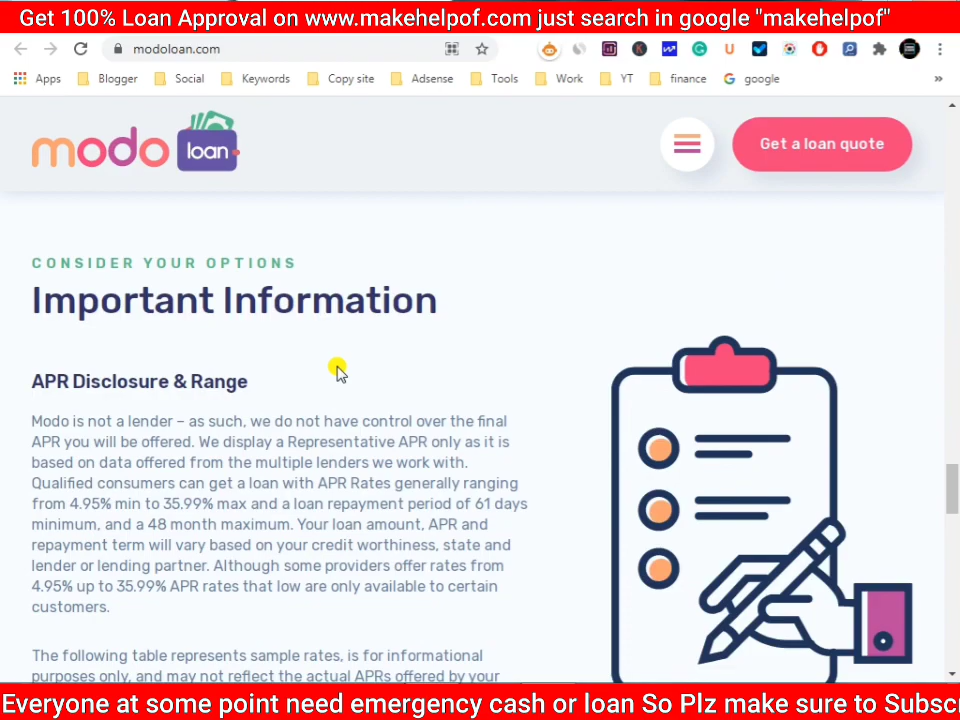 Get 100% Loan Approval on www.makehelpof.com just search in google "makehelpof"
modoloan.com
Apps Blogger Social Keywords Copy site Adsense Tools Work YT finance google »
modo loan
Get a loan quote
CONSIDER YOUR OPTIONS
Important Information
APR Disclosure & Range
Modo is not a lender – as such, we do not have control over the final
APR you will be offered. We display a Representative APR only as it is
based on data offered from the multiple lenders we work with.
Qualified consumers can get a loan with APR Rates generally ranging
from 4.95% min to 35.99% max and a loan repayment period of 61 days
minimum, and a 48 month maximum. Your loan amount, APR and
repayment term will vary based on your credit worthiness, state and
lender or lending partner. Although some providers offer rates from
4.95% up to 35.99% APR rates that low are only available to certain
customers.
The following table represents sample rates, is for informational
purposes only, and may not reflect the actual APRs offered by your
Everyone at some point need emergency cash or loan So Plz make sure to Subsc